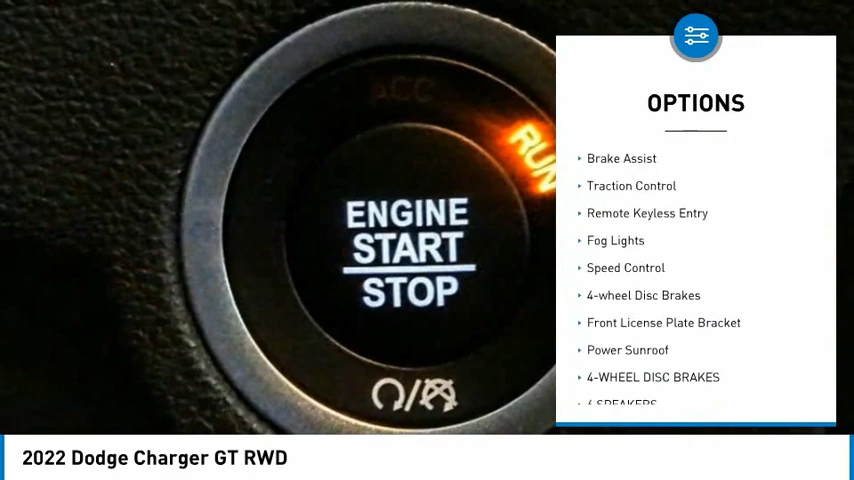 ACC
RUN
ENGINE
START
STOP
OPTIONS
Brake Assist
Traction Control
Remote Keyless Entry
Fog Lights
Speed Control
4-wheel Disc Brakes
Front License Plate Bracket
Power Sunroof
4-WHEEL DISC BRAKES
SPEAKERS
2022 Dodge Charger GT RWD